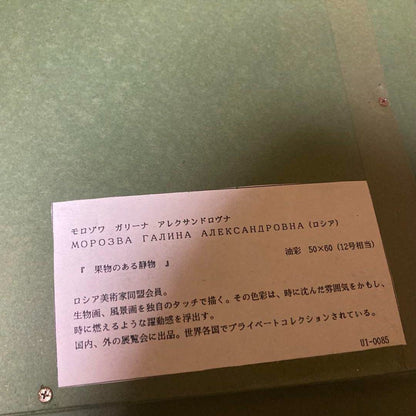 モロゾワ　ガリーナ　アレクサンドロヴナ
МОРОЗВА ГАЛИНА АЛЕКСАНДРОВНА (ロシア)
『　果物のある静物　』
油彩　50×60 (12号相当)
ロシア美術家同盟会員。
生物画、風景画を独自のタッチで描く。その色彩は、時に沈んだ雰囲気をかもし、
時に燃えるような躍動感を浮出す。
国内、外の展覧会に出品。世界各国でプライベートコレクションされている。
UI-0085